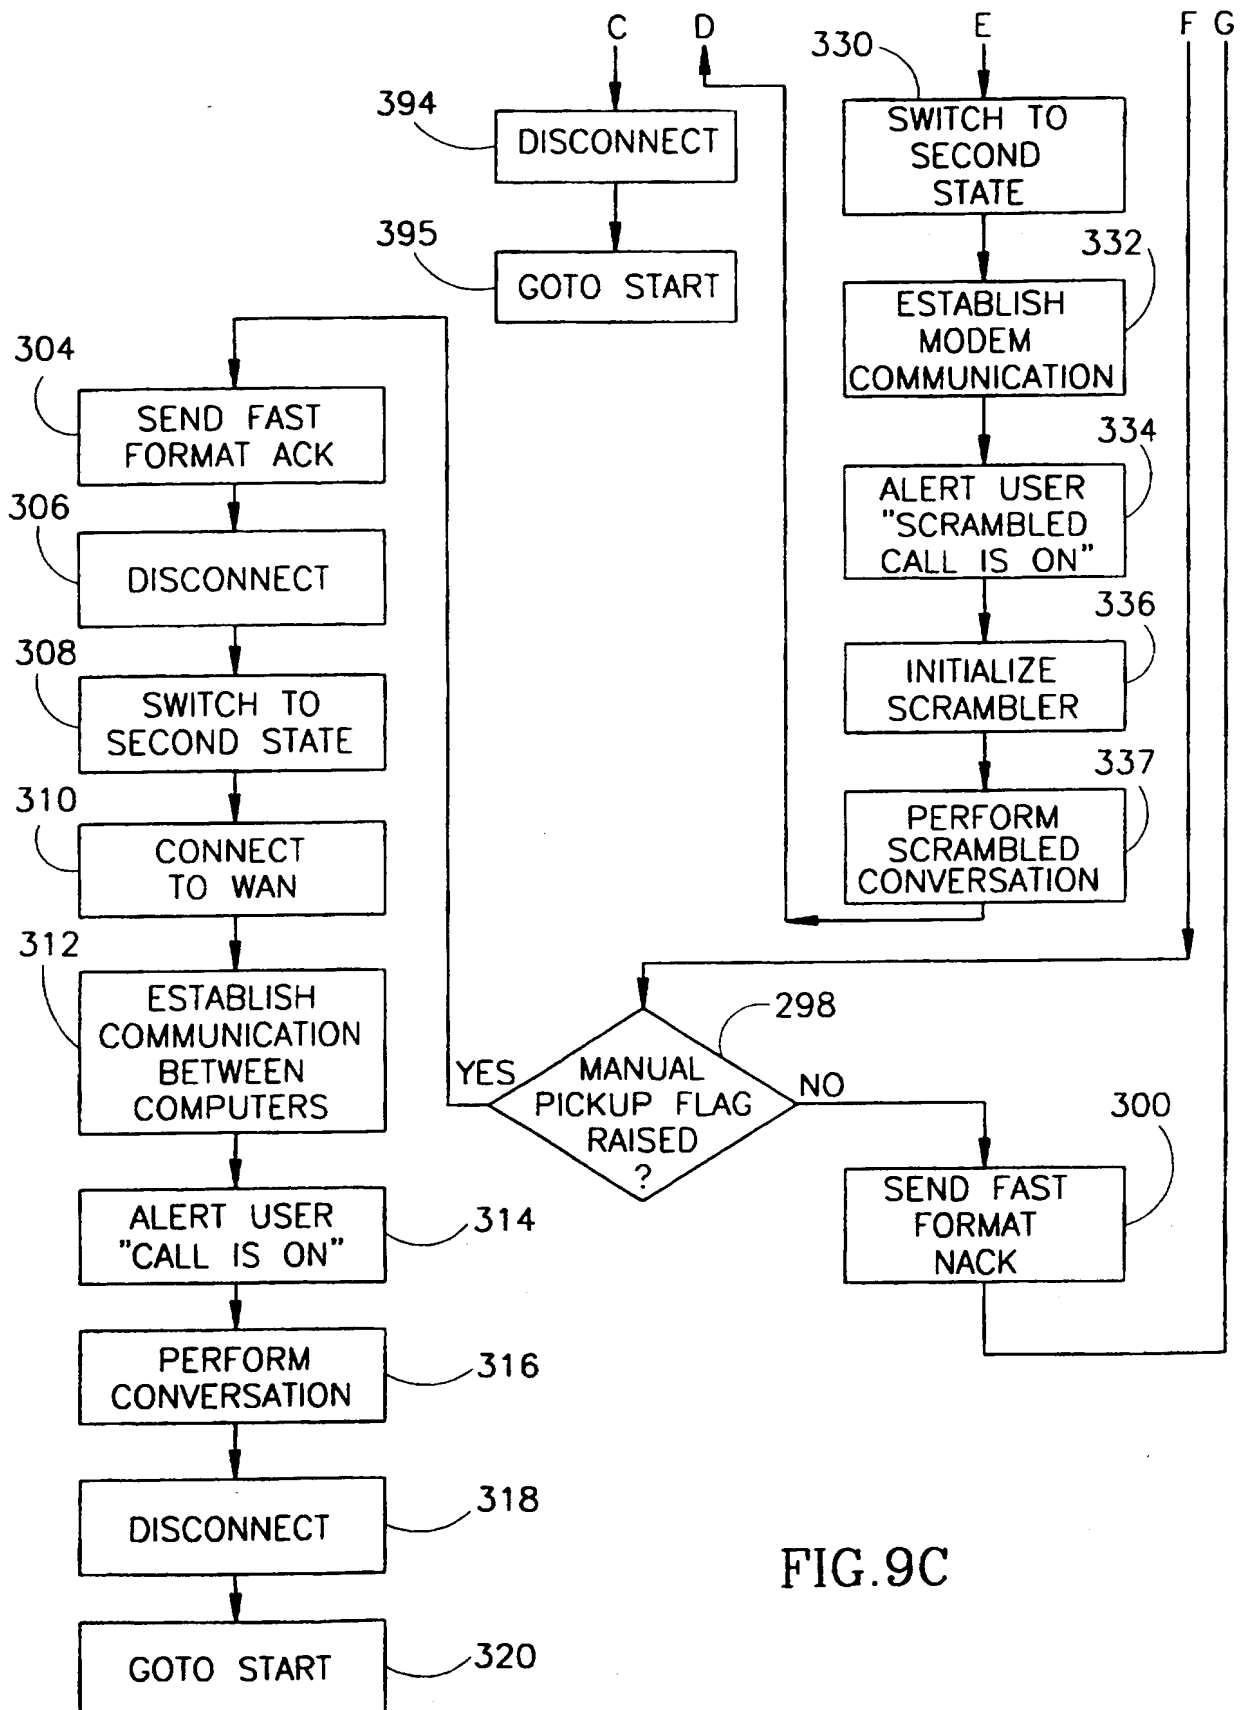 C
D
E
F
G
394
DISCONNECT
395
GOTO START
330
SWITCH TO
SECOND
STATE
332
ESTABLISH
MODEM
COMMUNICATION
334
ALERT USER
"SCRAMBLED
CALL IS ON"
336
INITIALIZE
SCRAMBLER
337
PERFORM
SCRAMBLED
CONVERSATION
298
MANUAL
PICKUP FLAG
RAISED
?
YES
NO
300
SEND FAST
FORMAT
NACK
304
SEND FAST
FORMAT ACK
306
DISCONNECT
308
SWITCH TO
SECOND STATE
310
CONNECT
TO WAN
312
ESTABLISH
COMMUNICATION
BETWEEN
COMPUTERS
314
ALERT USER
"CALL IS ON"
316
PERFORM
CONVERSATION
318
DISCONNECT
320
GOTO START
FIG.9C